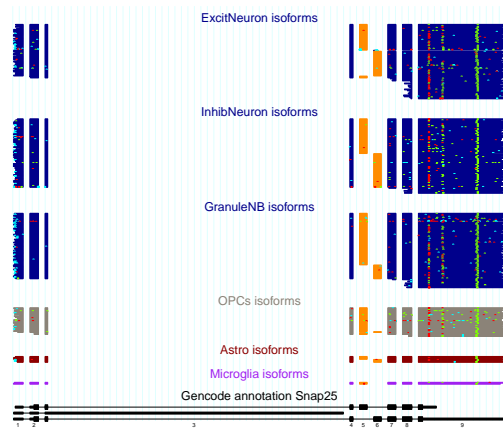 ExcitNeuron isoforms
InhibNeuron isoforms
GranuleNB isoforms
OPCs isoforms
Astro isoforms
Microglia isoforms
Gencode annotation Snap25
1 2 3 4 5 6 7 8 9